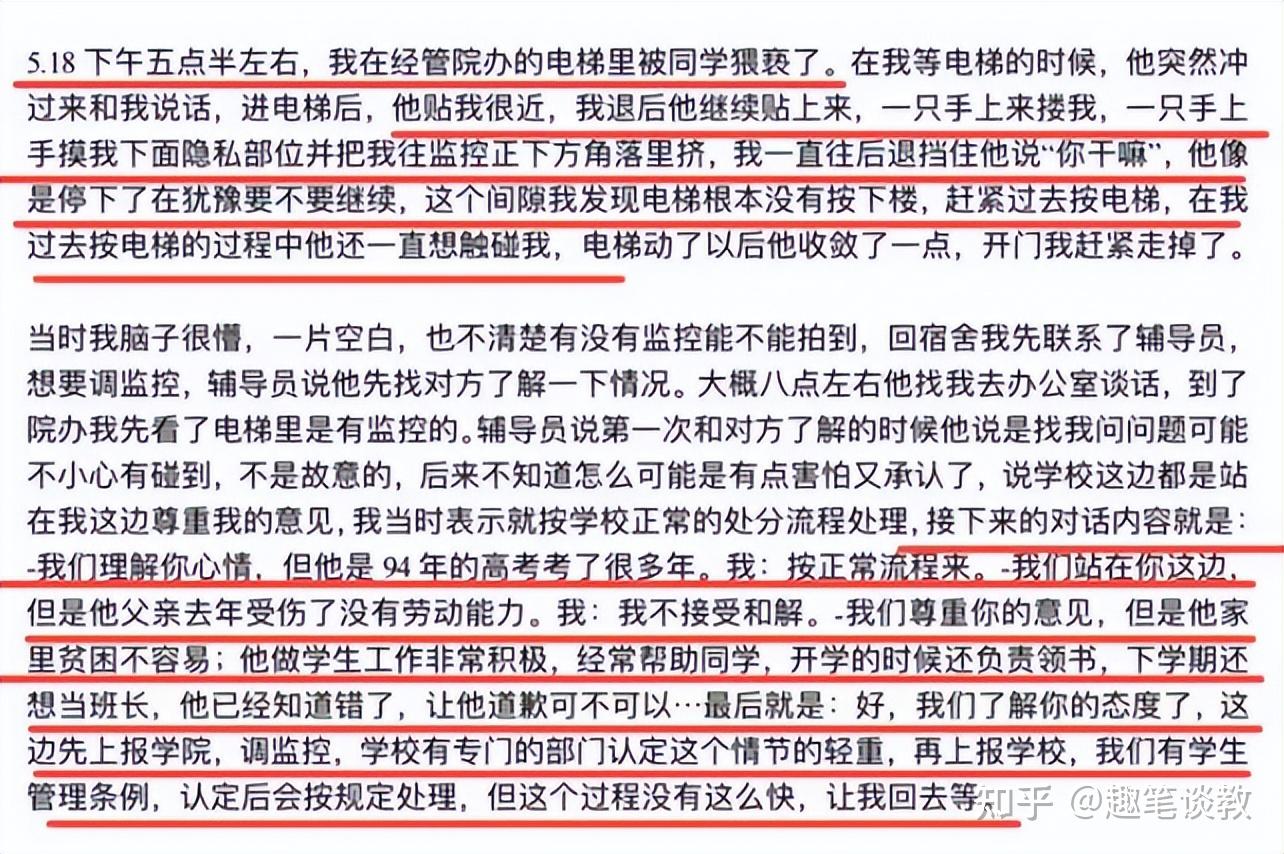 5.18 下午五点半左右，我在经管院办的电梯里被同学猥亵了。在我等电梯的时候，他突然冲
过来和我说话，进电梯后，他贴我很近，我退后他继续贴上来，一只手上来搂我，一只手上
手摸我下面隐私部位并把我往监控正下方角落里挤，我一直往后退挡住他说“你干嘛”，他像
是停下了在犹豫要不要继续，这个间隙我发现电梯根本没有按下楼，赶紧过去按电梯，在我
过去按电梯的过程中他还一直想触碰我，电梯动了以后他收敛了一点，开门我赶紧走掉了。
当时我脑子很懵，一片空白，也不清楚有没有监控能不能拍到，回宿舍我先联系了辅导员，
想要调监控，辅导员说他先找对方了解一下情况。大概八点左右他找我去办公室谈话，到了
院办我先看了电梯里是有监控的。辅导员说第一次和对方了解的时候他说是找我问问题可能
不小心有碰到，不是故意的，后来不知道怎么可能是有点害怕又承认了，说学校这边都是站
在我这边尊重我的意见，我当时表示就按学校正常的处分流程处理，接下来的对话内容就是：
-我们理解你心情，但他是 94 年的高考考了很多年。我：按正常流程来。-我们站在你这边，
但是他父亲去年受伤了没有劳动能力。我：我不接受和解。-我们尊重你的意见，但是他家
里贫困不容易；他做学生工作非常积极，经常帮助同学，开学的时候还负责领书，下学期还
想当班长，他已经知道错了，让他道歉可不可以…最后就是：好，我们了解你的态度了，这
边先上报学院，调监控，学校有专门的部门认定这个情节的轻重，再上报学校，我们有学生
管理条例，认定后会按规定处理，但这个过程没有这么快，让我回去等。
知乎 @趣笔谈教